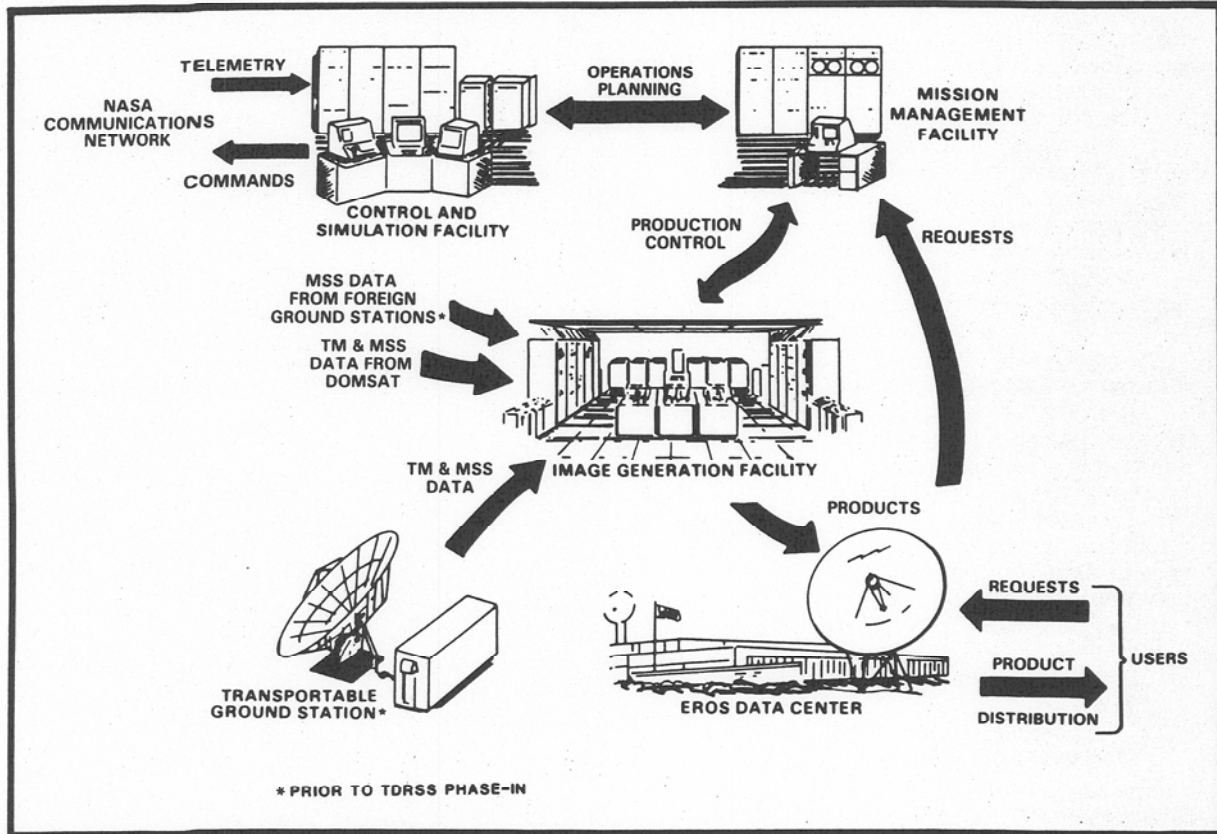 TELEMETRY
NASA
COMMUNICATIONS
NETWORK
COMMANDS
CONTROL AND
SIMULATION FACILITY
OPERATIONS
PLANNING
MISSION
MANAGEMENT
FACILITY
PRODUCTION
CONTROL
REQUESTS
MSS DATA
FROM FOREIGN
GROUND STATIONS*
TM & MSS
DATA FROM
DOMSAT
IMAGE GENERATION FACILITY
TM & MSS
DATA
PRODUCTS
TRANSPORTABLE
GROUND STATION*
EROS DATA CENTER
REQUESTS
PRODUCT
DISTRIBUTION
USERS
* PRIOR TO TDRSS PHASE-IN